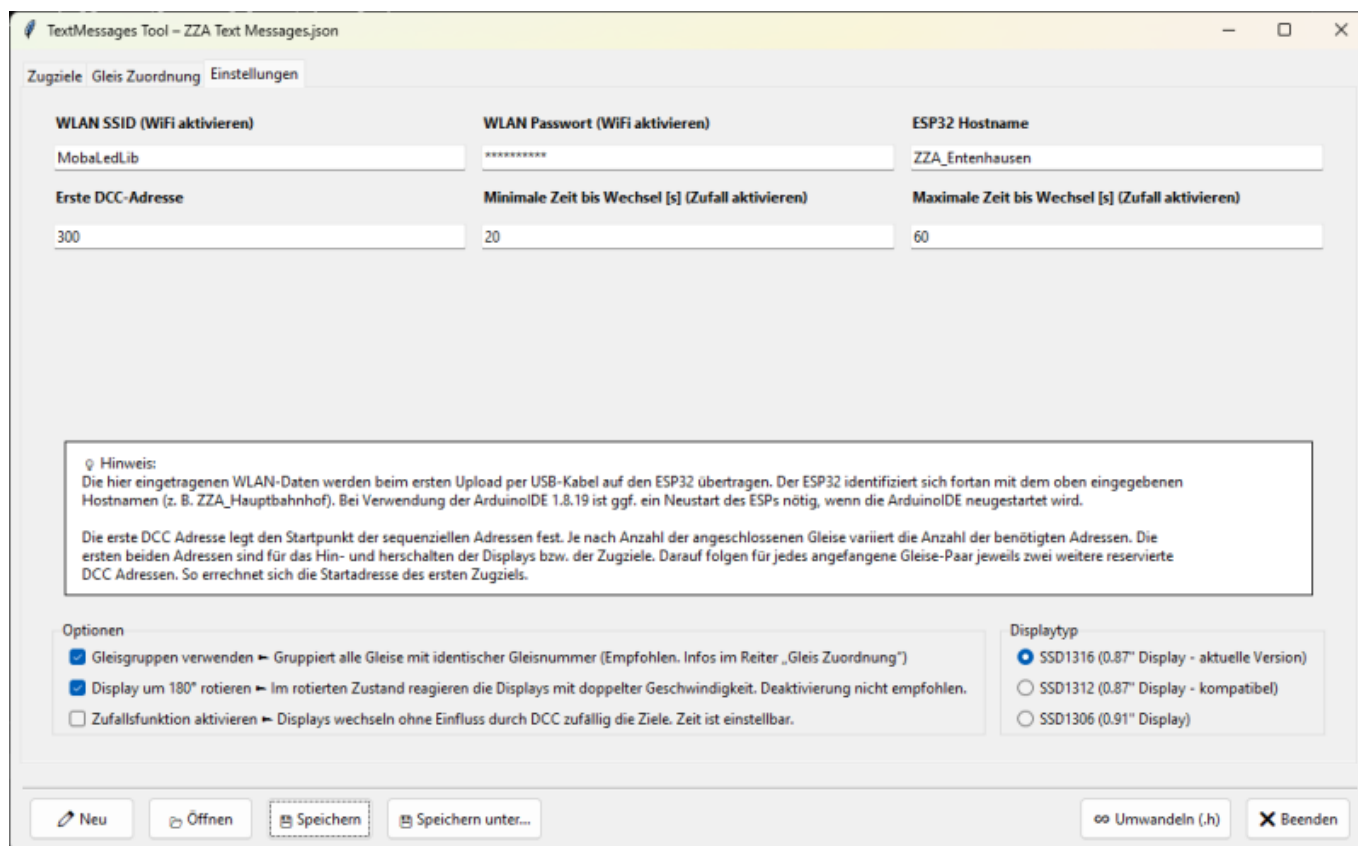 TextMessages Tool – ZZA Text Messages.json
Zugziele Gleis Zuordnung Einstellungen
WLAN SSID (WiFi aktivieren) WLAN Passwort (WiFi aktivieren) ESP32 Hostname
MobaLedLib ********** ZZA_Entenhausen
Erste DCC-Adresse Minimale Zeit bis Wechsel [s] (Zufall aktivieren) Maximale Zeit bis Wechsel [s] (Zufall aktivieren)
300 20 60
Hinweis:
Die hier eingetragenen WLAN-Daten werden beim ersten Upload per USB-Kabel auf den ESP32 übertragen. Der ESP32 identifiziert sich fortan mit dem oben eingegebenen
Hostnamen (z. B. ZZA_Hauptbahnhof). Bei Verwendung der ArduinoIDE 1.8.19 ist ggf. ein Neustart des ESPs nötig, wenn die ArduinoIDE neugestartet wird.
Die erste DCC Adresse legt den Startpunkt der sequenziellen Adressen fest. Je nach Anzahl der angeschlossenen Gleise variiert die Anzahl der benötigten Adressen. Die
ersten beiden Adressen sind für das Hin- und herschalten der Displays bzw. der Zugziele. Darauf folgen für jedes angefangene Gleise-Paar jeweils zwei weitere reservierte
DCC Adressen. So errechnet sich die Startadresse des ersten Zugziels.
Optionen
Gleisgruppen verwenden ► Gruppiert alle Gleise mit identischer Gleisnummer (Empfohlen. Infos im Reiter „Gleis Zuordnung“)
Display um 180° rotieren ► Im rotierten Zustand reagieren die Displays mit doppelter Geschwindigkeit. Deaktivierung nicht empfohlen.
Zufallsfunktion aktivieren ► Displays wechseln ohne Einfluss durch DCC zufällig die Ziele. Zeit ist einstellbar.
Displaytyp
SSD1316 (0.87" Display - aktuelle Version)
SSD1312 (0.87" Display - kompatibel)
SSD1306 (0.91" Display)
Neu Öffnen Speichern Speichern unter... Umwandeln (.h) Beenden